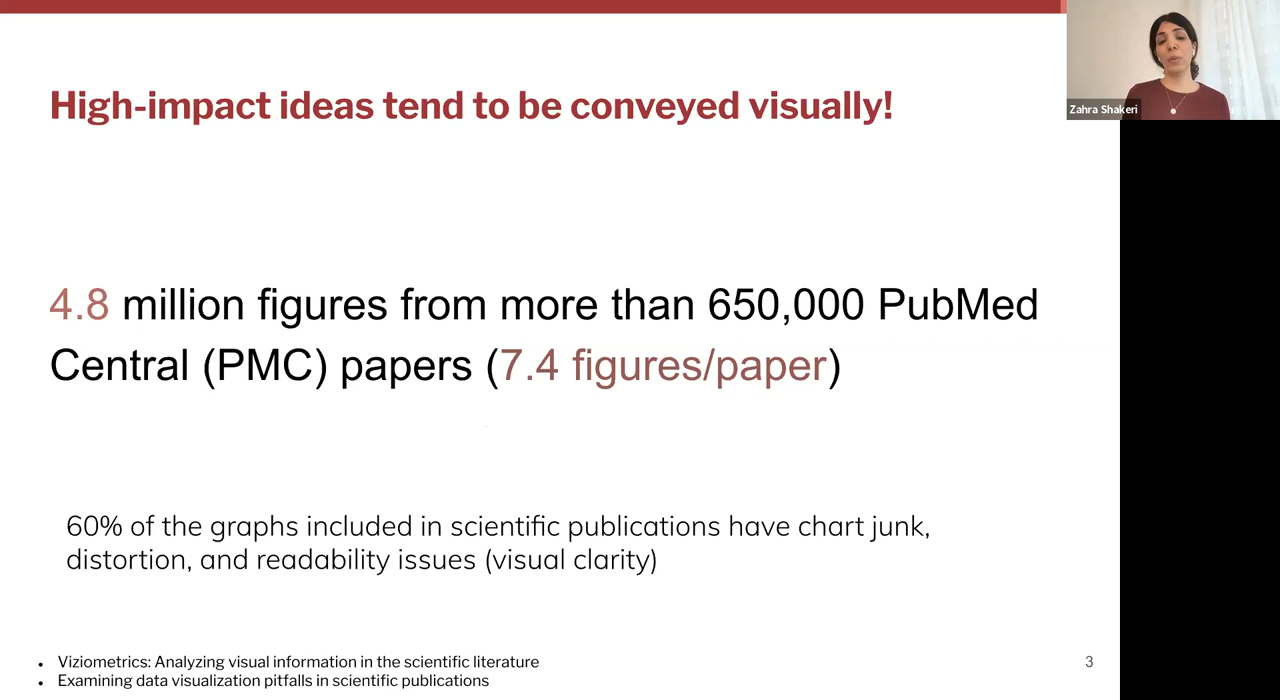 High-impact ideas tend to be conveyed visually!
Zahra Shakeri
4.8 million figures from more than 650,000 PubMed
Central (PMC) papers (7.4 figures/paper)
60% of the graphs included in scientific publications have chart junk,
distortion, and readability issues (visual clarity)
• Viziometrics: Analyzing visual information in the scientific literature
• Examining data visualization pitfalls in scientific publications
3